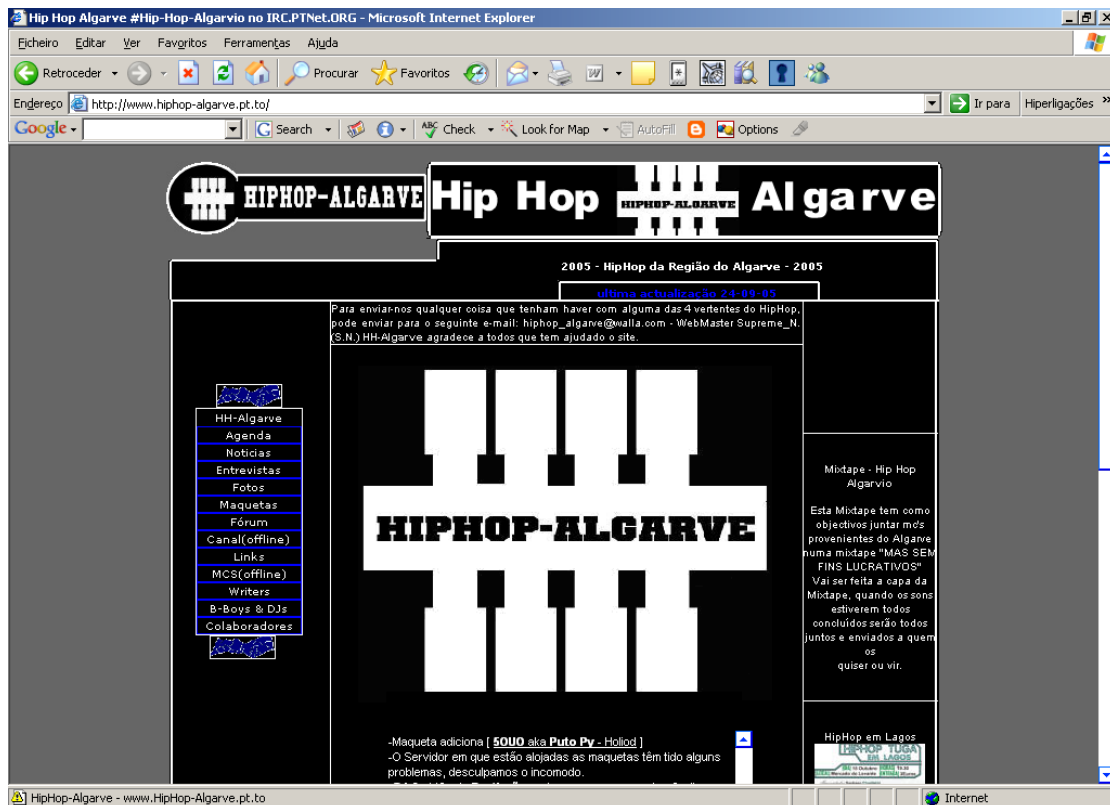 Hip Hop Algarve #Hip-Hop-Algarvio no IRC.PTNet.ORG - Microsoft Internet Explorer
Ficheiro Editar Ver Favoritos Ferramentas Ajuda
Retroceder Procurar Favoritos
Endereço http://www.hiphop-algarve.pt.to/ Ir para Hiperligações »
Google Search ABC Check Look for Map AutoFill Options
HIPHOP-ALGARVE Hip Hop HIPHOP-ALGARVE Algarve
2005 - HipHop da Região do Algarve - 2005
ultima actualização 24-09-05
Para enviar-nos qualquer coisa que tenham haver com alguma das 4 vertentes do HipHop,
pode enviar para o seguinte e-mail: hiphop_algarve@walla.com - WebMaster Supreme_N.
(S.N.) HH-Algarve agradece a todos que tem ajudado o site.
HH-Algarve
Agenda
Noticias
Entrevistas
Fotos
Maquetas
Fórum
Canal(offline)
Links
MCS(offline)
Writers
B-Boys & DJs
Colaboradores
HIPHOP-ALGARVE
-Maqueta adiciona [ 5OUO aka Puto Py - Holiod ]
-O Servidor em que estão alojadas as maquetas têm tido alguns
problemas, desculpamos o incomodo.
Mixtape - Hip Hop
Algarvio
Esta Mixtape tem como
objectivos juntar mc's
provenientes do Algarve
numa mixtape "MAS SEM
FINS LUCRATIVOS"
Vai ser feita a capa da
Mixtape, quando os sons
estiverem todos
concluídos serão todos
juntos e enviados a quem
os
quiser ou vir.
HipHop em Lagos
HIPHOP TUGA
EM LAGOS
HipHop-Algarve - www.HipHop-Algarve.pt.to Internet